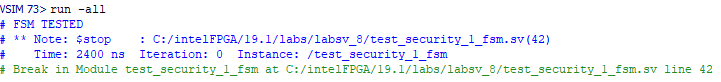 VSIM 73> run -all
# FSM TESTED
# ** Note: $stop    : C:/intelFPGA/19.1/labs/labsv_8/test_security_1_fsm.sv(42)
#    Time: 2400 ns  Iteration: 0  Instance: /test_security_1_fsm
# Break in Module test_security_1_fsm at C:/intelFPGA/19.1/labs/labsv_8/test_security_1_fsm.sv line 42